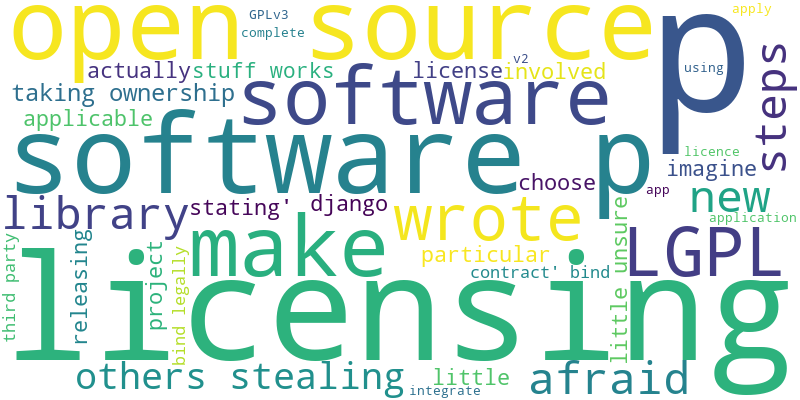 open source
p
GPLv3
complete
apply
actually
stuff works
license
v2
involved
using
steps
taking ownership
software
applicable
software p
licence
imagine
choose
app
new
library
stating'
django
wrote
application
make
particular
little unsure
LGPL
contract' bind
third party
releasing
project
bind legally
licensing
others stealing
little
afraid
integrate